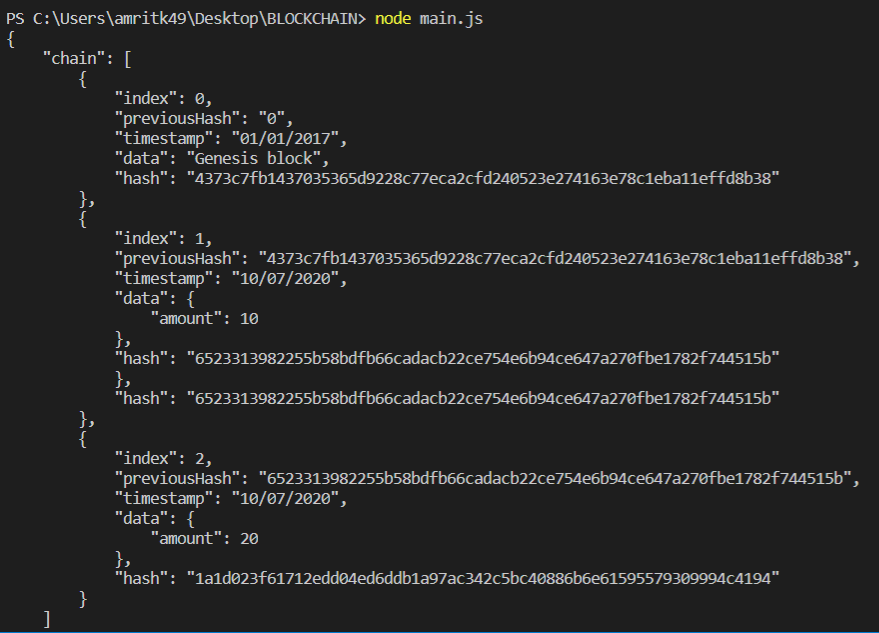 PS C:\Users\amritk49\Desktop\BLOCKCHAIN> node main.js
{
    "chain": [
        {
            "index": 0,
            "previousHash": "0",
            "timestamp": "01/01/2017",
            "data": "Genesis block",
            "hash": "4373c7fb1437035365d9228c77eca2cfd240523e274163e78c1eba11effd8b38"
        },
        {
            "index": 1,
            "previousHash": "4373c7fb1437035365d9228c77eca2cfd240523e274163e78c1eba11effd8b38",
            "timestamp": "10/07/2020",
            "data": {
                "amount": 10
            },
            "hash": "6523313982255b58bdfb66cadacb22ce754e6b94ce647a270fbe1782f744515b"
            },
            "hash": "6523313982255b58bdfb66cadacb22ce754e6b94ce647a270fbe1782f744515b"
        },
        {
            "index": 2,
            "previousHash": "6523313982255b58bdfb66cadacb22ce754e6b94ce647a270fbe1782f744515b",
            "timestamp": "10/07/2020",
            "data": {
                "amount": 20
            },
            "hash": "1a1d023f61712edd04ed6ddb1a97ac342c5bc40886b6e61595579309994c4194"
        }
    ]